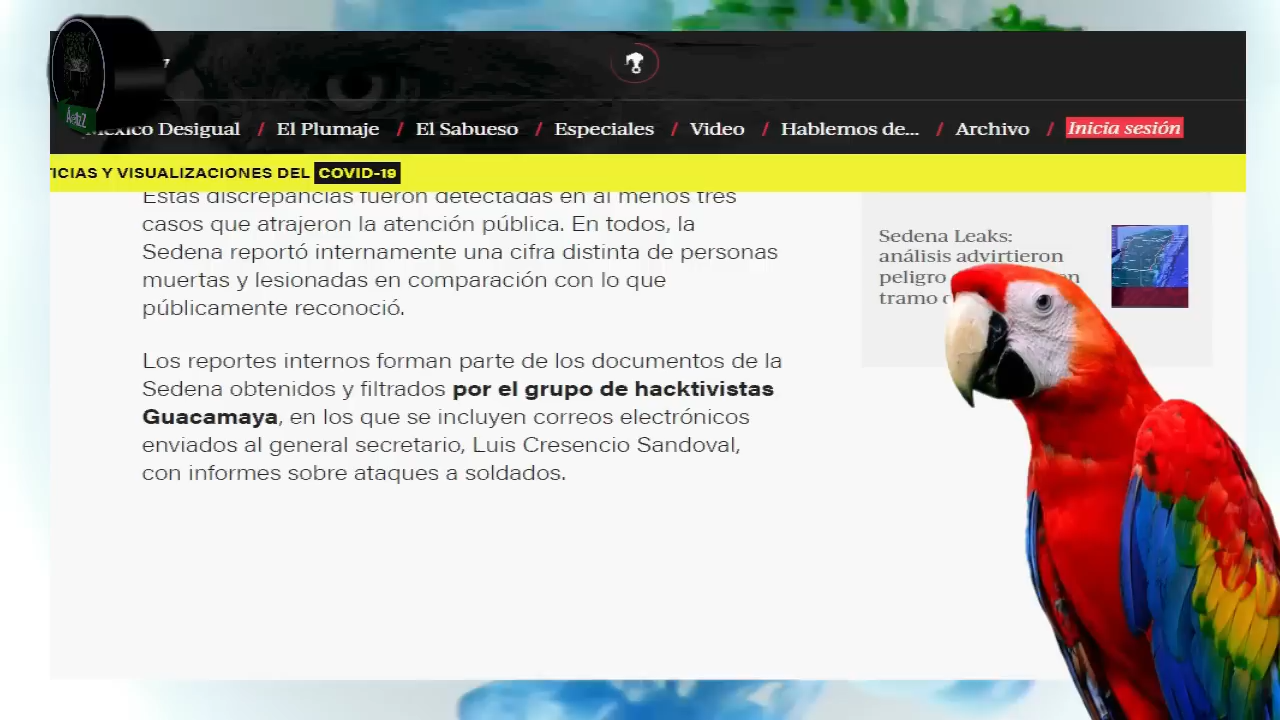 México Desigual / El Plumaje / El Sabueso / Especiales / Video / Hablemos de... / Archivo / Inicia sesión
ICIAS Y VISUALIZACIONES DEL COVID-19
Estas discrepancias fueron detectadas en al menos tres
casos que atrajeron la atención pública. En todos, la
Sedena reportó internamente una cifra distinta de personas
muertas y lesionadas en comparación con lo que
públicamente reconoció.
Los reportes internos forman parte de los documentos de la
Sedena obtenidos y filtrados por el grupo de hacktivistas
Guacamaya, en los que se incluyen correos electrónicos
enviados al general secretario, Luis Cresencio Sandoval,
con informes sobre ataques a soldados.
Sedena Leaks:
análisis advirtieron
peligro
tramo